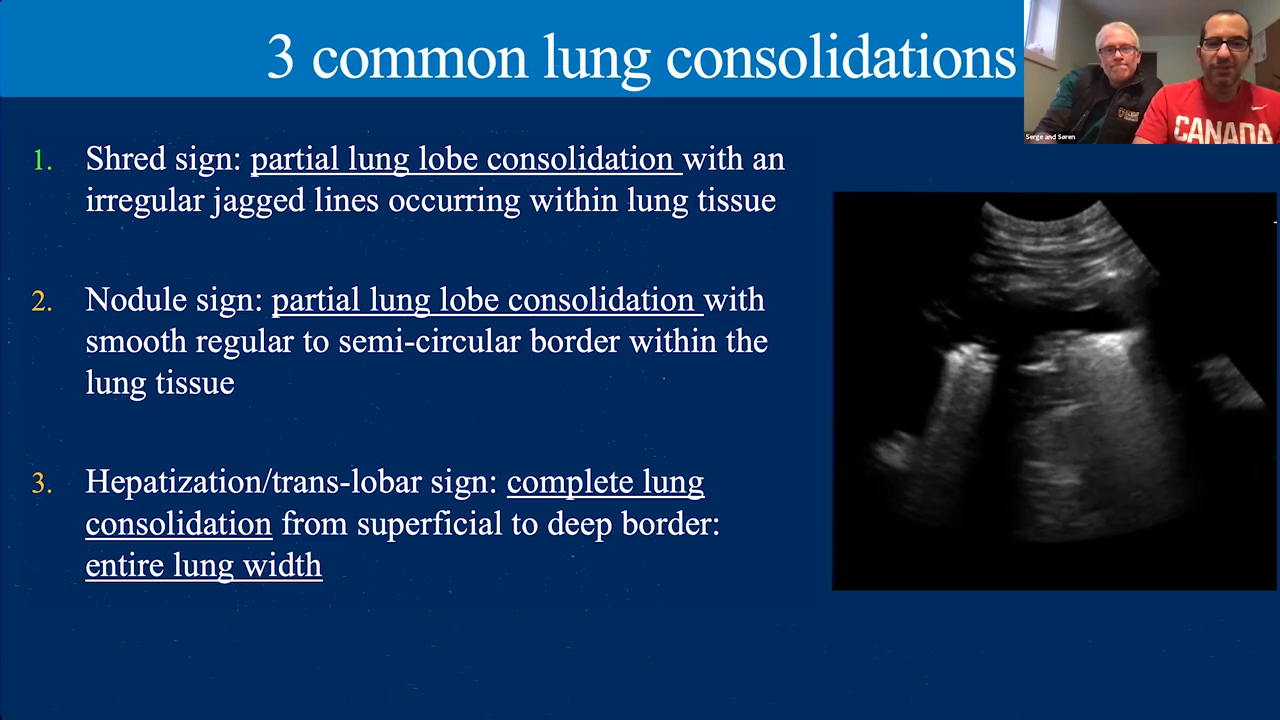 3 common lung consolidations
Serge and Søren
CANADA
1. Shred sign: partial lung lobe consolidation with an
irregular jagged lines occurring within lung tissue
2. Nodule sign: partial lung lobe consolidation with
smooth regular to semi-circular border within the
lung tissue
3. Hepatization/trans-lobar sign: complete lung
consolidation from superficial to deep border:
entire lung width